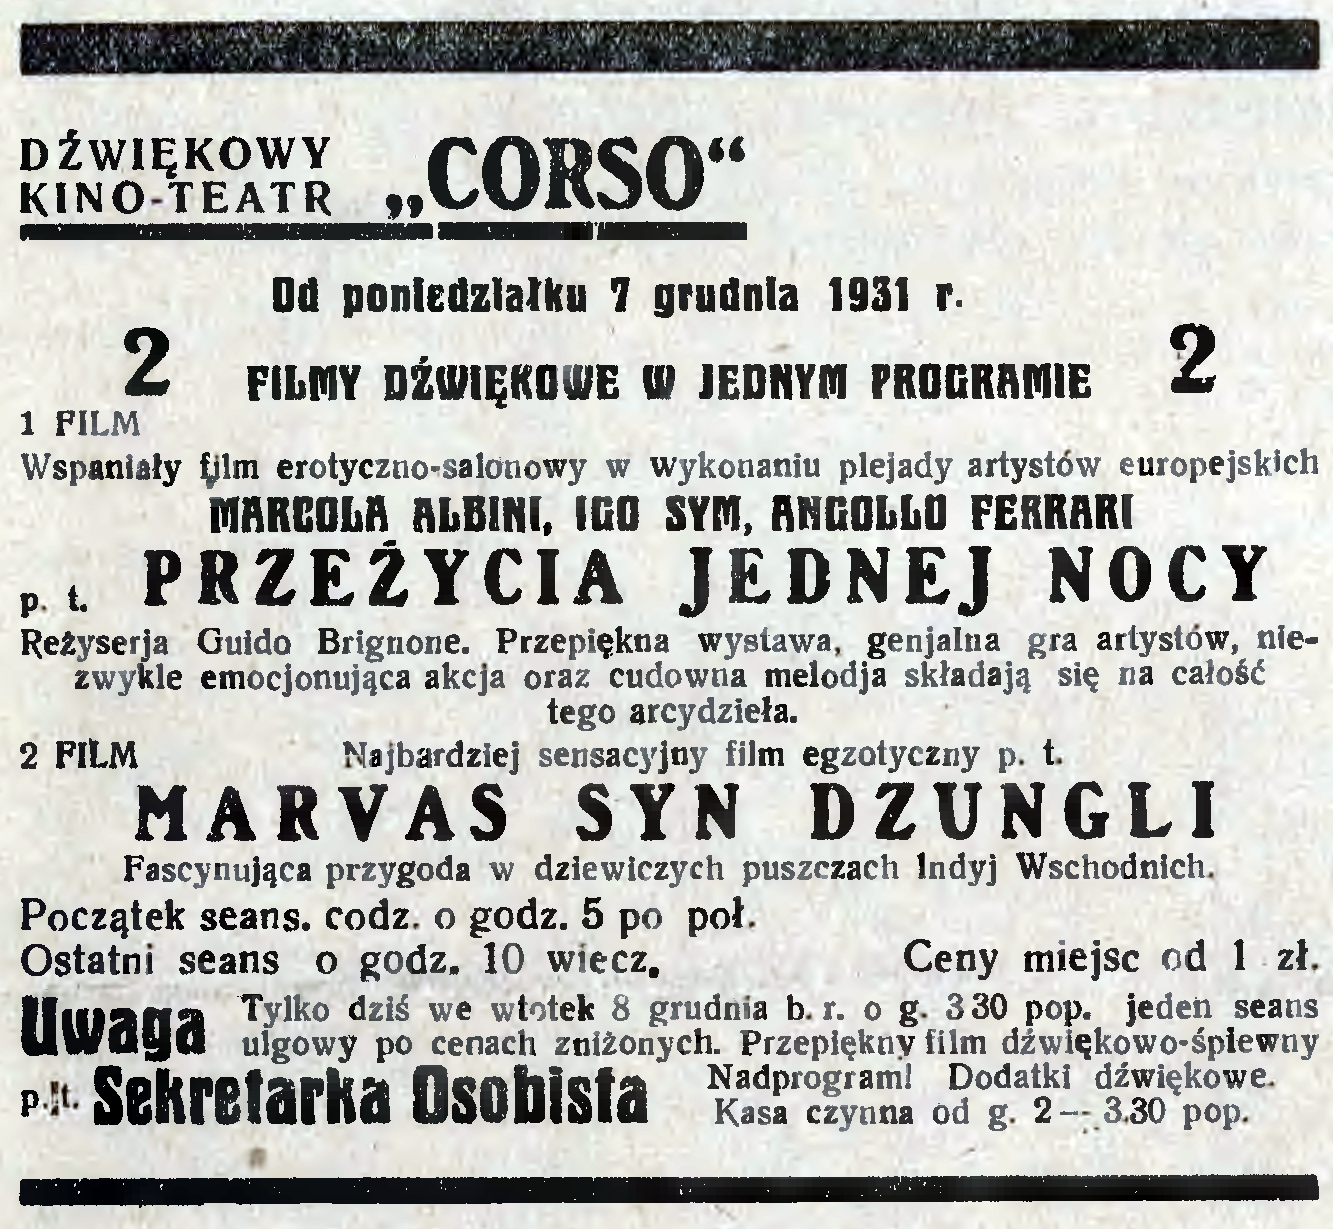 DŹWIĘKOWY
KINO-TEATR „CORSO“
Od poniedziałku 7 grudnia 1931 r.
2 FILMY DŹWIĘKOWE W JEDNYM PROGRAMIE 2
1 FILM
Wspaniały film erotyczno-salonowy w wykonaniu plejady artystów europejskich
MARCOLA ALBINI, IGO SYM, ANGOLLO FERRARI
p. t. PRZEŻYCIA JEDNEJ NOCY
Reżyserja Guido Brignone. Przepiękna wystawa, genjalna gra artystów, nie-
zwykle emocjonująca akcja oraz cudowna melodja składają się na całość
tego arcydzieła.
2 FILM Najbardziej sensacyjny film egzotyczny p. t.
MARVAS SYN DZUNGLI
Fascynująca przygoda w dziewiczych puszczach Indyj Wschodnich.
Początek seans. codz. o godz. 5 po poł.
Ostatni seans o godz. 10 wiecz. Ceny miejsc od 1 zł.
Uwaga Tylko dziś we wtotek 8 grudnia b. r. o g. 3 30 pop. jeden seans
ulgowy po cenach zniżonych. Przepiękny film dźwiękowo-śpiewny
p. t. Sekretarka Osobista Nadprogram! Dodatki dźwiękowe.
Kasa czynna od g. 2 — 3.30 pop.